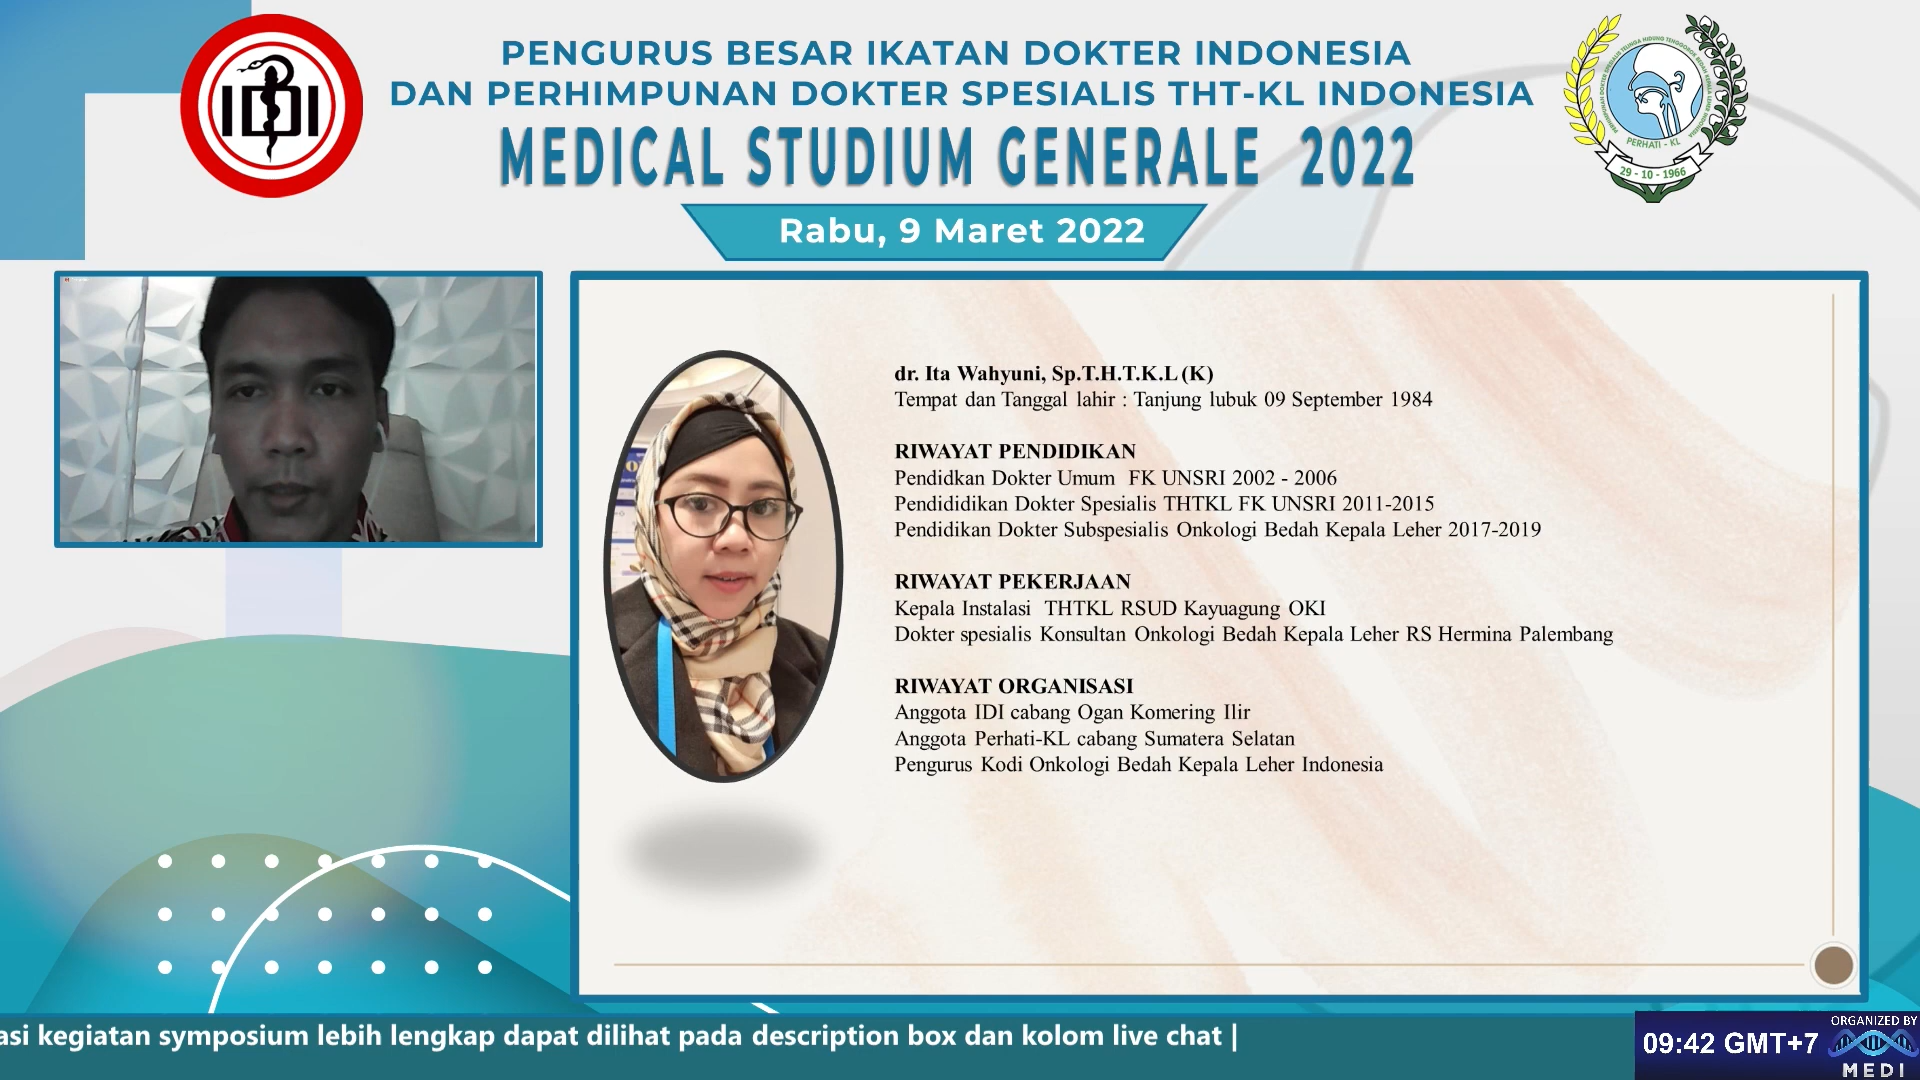 PENGURUS BESAR IKATAN DOKTER INDONESIA
DAN PERHIMPUNAN DOKTER SPESIALIS THT-KL INDONESIA
MEDICAL STUDIUM GENERALE 2022
Rabu, 9 Maret 2022
IDI
PERHATI - KL
29 - 10 - 1966
dr. Ita Wahyuni, Sp.T.H.T.K.L (K)
Tempat dan Tanggal lahir : Tanjung lubuk 09 September 1984
RIWAYAT PENDIDIKAN
Pendidkan Dokter Umum FK UNSRI 2002 - 2006
Pendididikan Dokter Spesialis THTKL FK UNSRI 2011-2015
Pendidikan Dokter Subspesialis Onkologi Bedah Kepala Leher 2017-2019
RIWAYAT PEKERJAAN
Kepala Instalasi THTKL RSUD Kayuagung OKI
Dokter spesialis Konsultan Onkologi Bedah Kepala Leher RS Hermina Palembang
RIWAYAT ORGANISASI
Anggota IDI cabang Ogan Komering Ilir
Anggota Perhati-KL cabang Sumatera Selatan
Pengurus Kodi Onkologi Bedah Kepala Leher Indonesia
asi kegiatan symposium lebih lengkap dapat dilihat pada description box dan kolom live chat |
09:42 GMT+7
ORGANIZED BY
MEDI